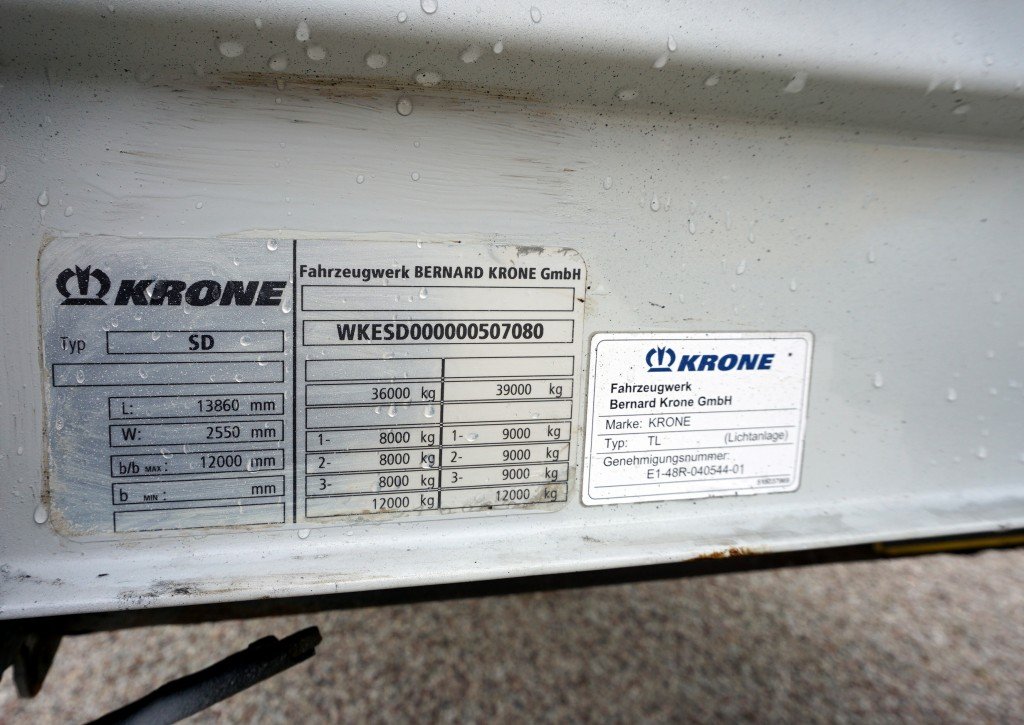 KRONE
Typ SD
L: 13860 mm
W: 2550 mm
b/b MAX.: 12000 mm
b MIN.: mm
Fahrzeugwerk BERNARD KRONE GmbH
WKESD000000507080
36000 kg 39000 kg
1- 8000 kg 1- 9000 kg
2- 8000 kg 2- 9000 kg
3- 8000 kg 3- 9000 kg
12000 kg 12000 kg
KRONE
Fahrzeugwerk
Bernard Krone GmbH
Marke: KRONE
Typ: TL (Lichtanlage)
Genehmigungsnummer:
E1-48R-040544-01